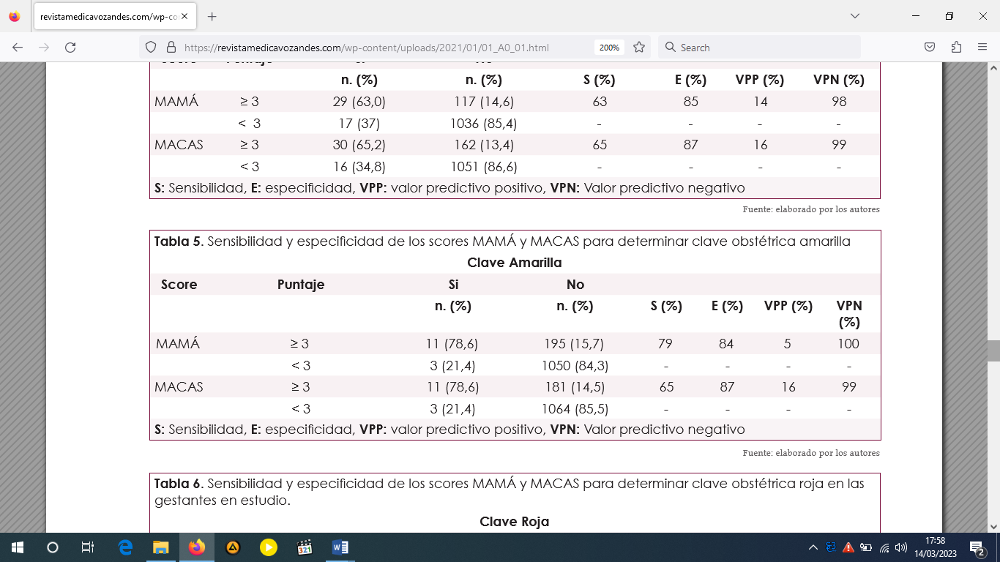 revistamedicavozandes.com/wp-co
https://revistamedicavozandes.com/wp-content/uploads/2021/01/01_A0_01.html 200% Search
n. (%) n. (%) S (%) E (%) VPP (%) VPN (%)
MAMÁ ≥ 3 29 (63,0) 117 (14,6) 63 85 14 98
< 3 17 (37) 1036 (85,4) - - - -
MACAS ≥ 3 30 (65,2) 162 (13,4) 65 87 16 99
< 3 16 (34,8) 1051 (86,6) - - - -
S: Sensibilidad, E: especificidad, VPP: valor predictivo positivo, VPN: Valor predictivo negativo
Fuente: elaborado por los autores
Tabla 5. Sensibilidad y especificidad de los scores MAMÁ y MACAS para determinar clave obstétrica amarilla
Clave Amarilla
Score Puntaje Si No
n. (%) n. (%) S (%) E (%) VPP (%) VPN
(%)
MAMÁ ≥ 3 11 (78,6) 195 (15,7) 79 84 5 100
< 3 3 (21,4) 1050 (84,3) - - - -
MACAS ≥ 3 11 (78,6) 181 (14,5) 65 87 16 99
< 3 3 (21,4) 1064 (85,5) - - - -
S: Sensibilidad, E: especificidad, VPP: valor predictivo positivo, VPN: Valor predictivo negativo
Fuente: elaborado por los autores
Tabla 6. Sensibilidad y especificidad de los scores MAMÁ y MACAS para determinar clave obstétrica roja en las
gestantes en estudio.
Clave Roja
321
17:58
14/03/2023
2